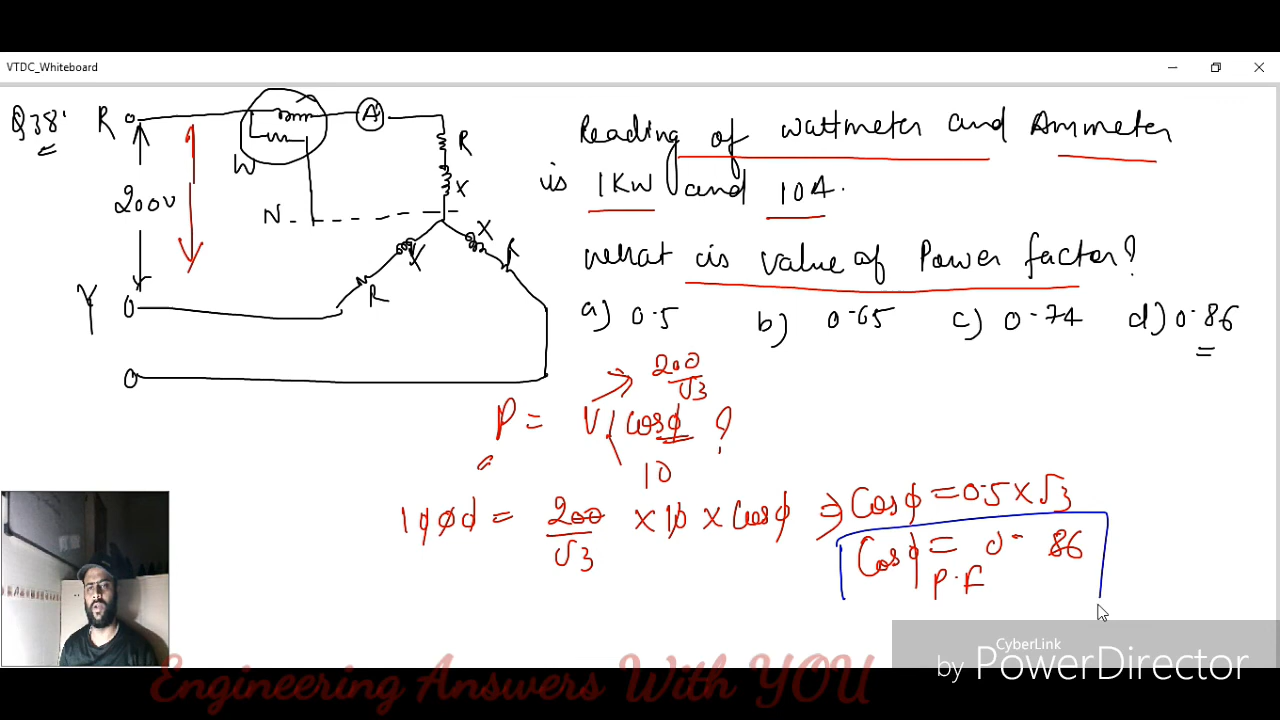 VTDC_Whiteboard
Q38'
R
A
Reading of wattmeter and Ammeter
is 1KW and 10A.
What is value of Power factor?
a) 0.5 b) 0.65 c) 0.74 d) 0.86
W
R
X
200V
N
X
X
R
R
Y
P = VI cosϕ ?
200
√3
10
1000 = 200 × 10 × cosϕ ⇒ cosϕ = 0.5 × √3
√3
cosϕ = 0.86
P.F
CyberLink
by PowerDirector
Engineering Answers With YOU